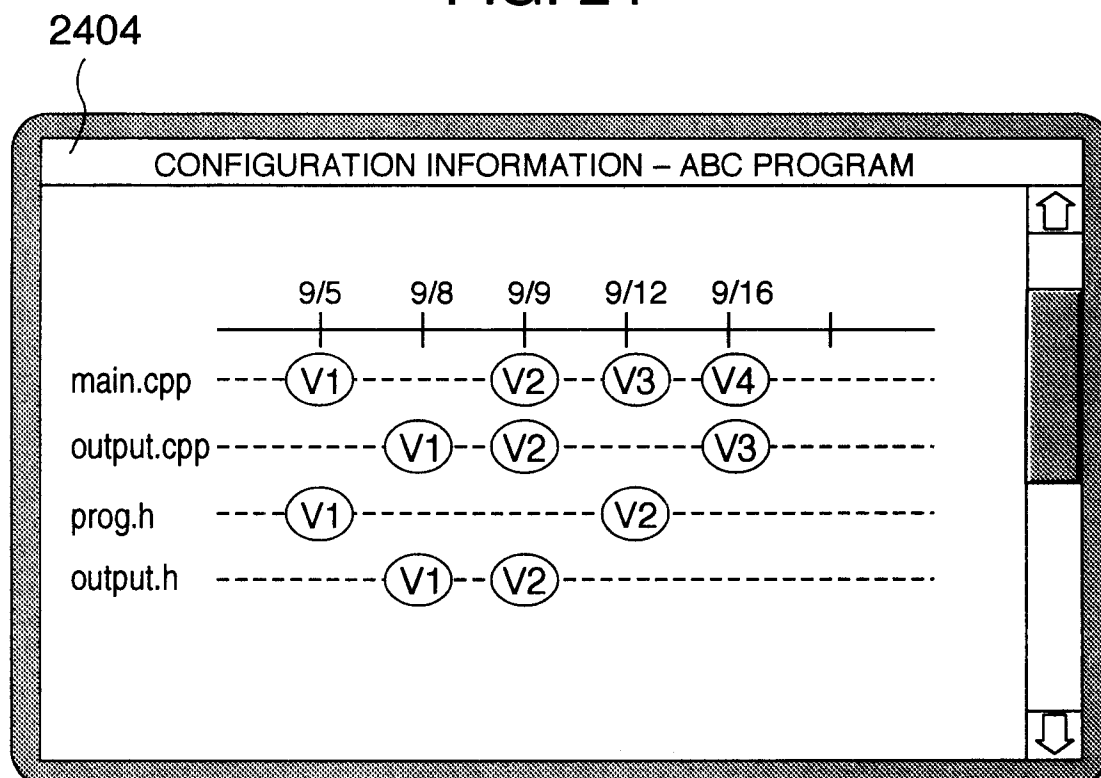 2404
CONFIGURATION INFORMATION – ABC PROGRAM
9/5 9/8 9/9 9/12 9/16
main.cpp V1 V2 V3 V4
output.cpp V1 V2 V3
prog.h V1 V2
output.h V1 V2